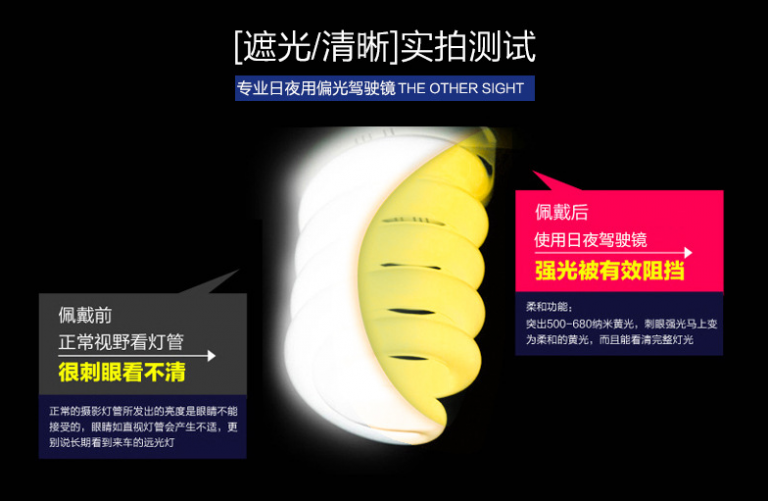 [遮光/清晰]实拍测试
专业日夜用偏光驾驶镜THE OTHER SIGHT
佩戴后
使用日夜驾驶镜
强光被有效阻挡
柔和功能：
突出500-680纳米黄光，刺眼强光马上变
为柔和的黄光，而且能看清完整灯光
佩戴前
正常视野看灯管
很刺眼看不清
正常的摄影灯管所发出的亮度是眼睛不能
接受的，眼睛如直视灯管会产生不适，更
别说长期看到来车的远光灯